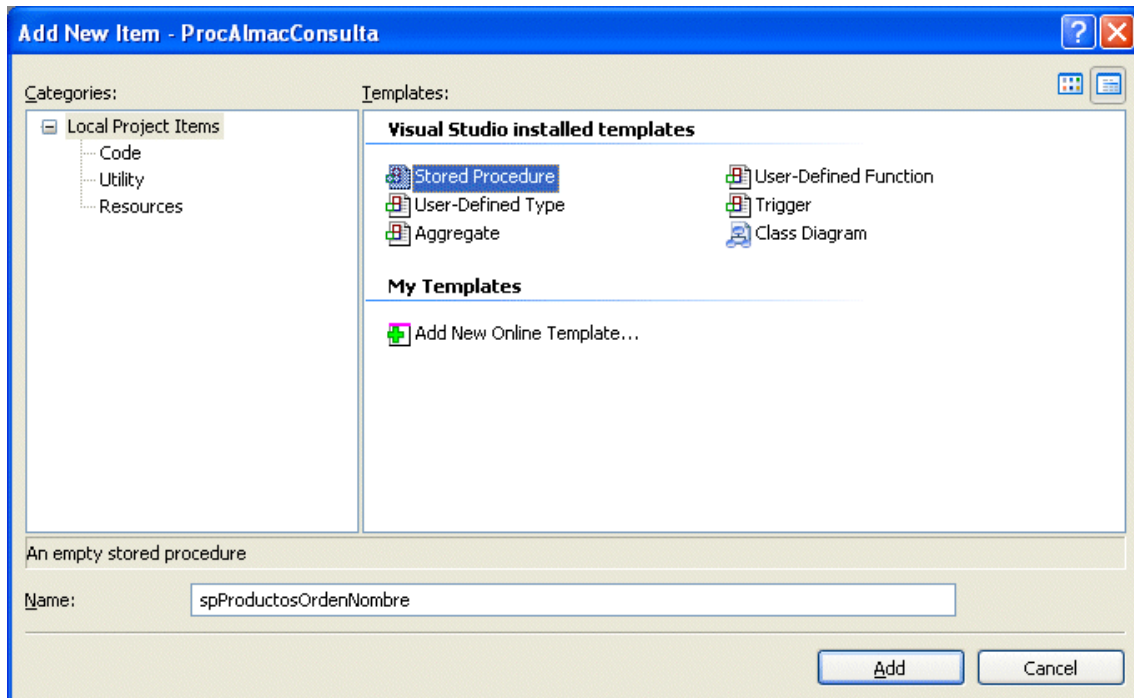 Add New Item - ProcAlmacConsulta
Categories:
Templates:
Local Project Items
Code
Utility
Resources
Visual Studio installed templates
Stored Procedure
User-Defined Function
User-Defined Type
Trigger
Aggregate
Class Diagram
My Templates
Add New Online Template...
An empty stored procedure
Name:
spProductosOrdenNombre
Add
Cancel